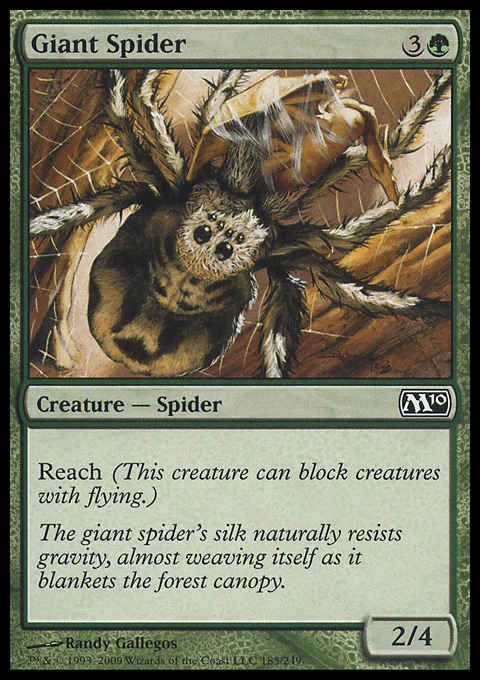 Giant Spider 3
Creature — Spider M10
Reach (This creature can block creatures
with flying.)
The giant spider's silk naturally resists
gravity, almost weaving itself as it
blankets the forest canopy.
2/4
Randy Gallegos
™ & © 1993–2009 Wizards of the Coast LLC 185/249